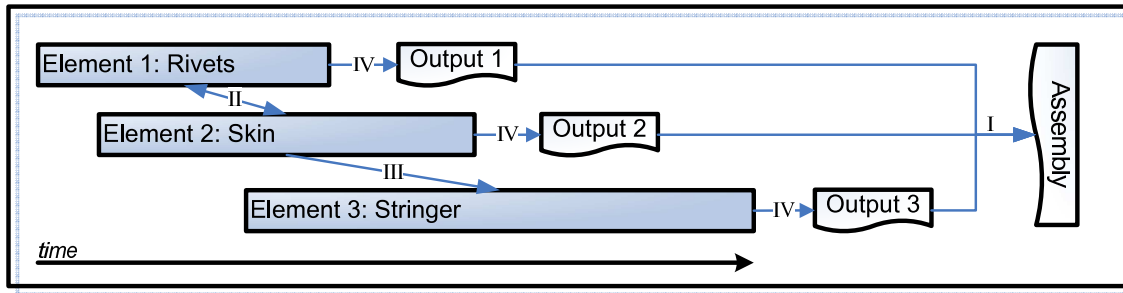 Element 1: Rivets
IV
Output 1
II
Element 2: Skin
IV
Output 2
I
Assembly
III
Element 3: Stringer
IV
Output 3
time